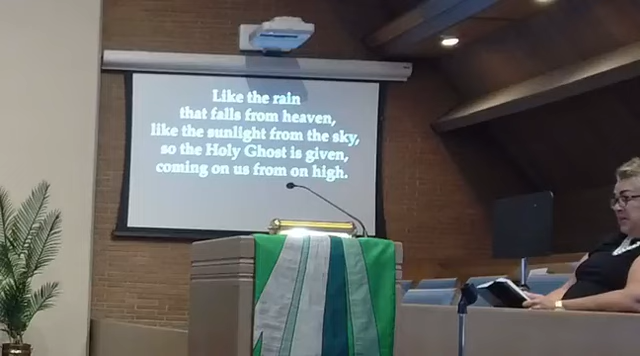 Like the rain
that falls from heaven,
like the sunlight from the sky,
so the Holy Ghost is given,
coming on us from on high.